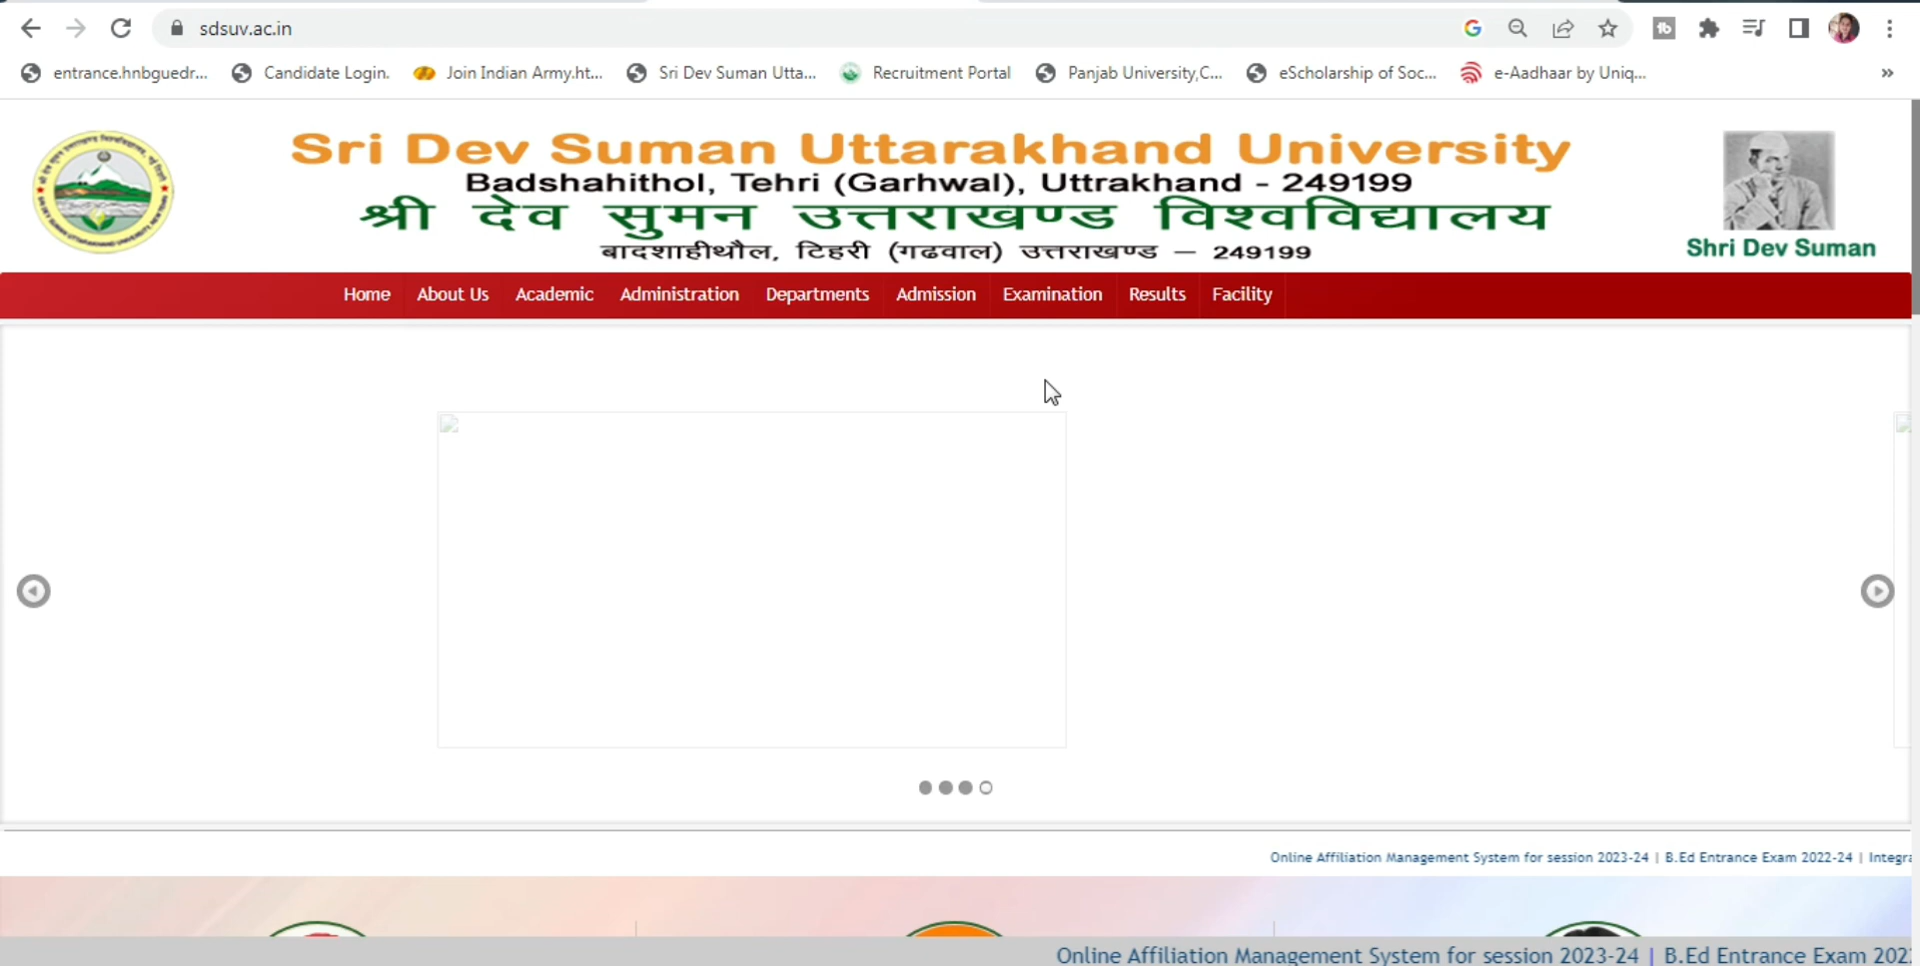 sdsuv.ac.in
entrance.hnbguedr... Candidate Login. Join Indian Army.ht... Sri Dev Suman Utta... Recruitment Portal Panjab University,C... eScholarship of Soc... e-Aadhaar by Uniq... »
Sri Dev Suman Uttarakhand University
Badshahithol, Tehri (Garhwal), Uttrakhand - 249199
श्री देव सुमन उत्तराखण्ड विश्वविद्यालय
बादशाहीथौल, टिहरी (गढवाल) उत्तराखण्ड – 249199
Shri Dev Suman
Home About Us Academic Administration Departments Admission Examination Results Facility
Online Affiliation Management System for session 2023-24 | B.Ed Entrance Exam 2022-24 | Integra
Online Affiliation Management System for session 2023-24 | B.Ed Entrance Exam 202